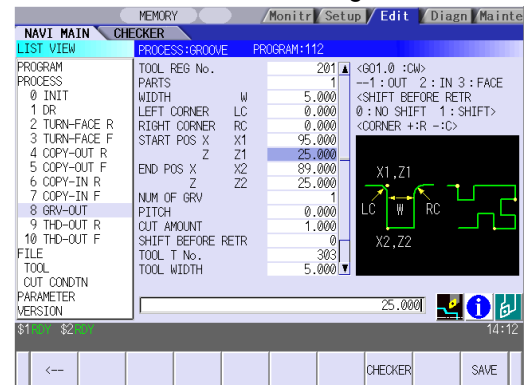 MEMORY Monitr Setup Edit Diagn Mainte
NAVI MAIN CHECKER
LIST VIEW PROCESS:GROOVE PROGRAM:112
PROGRAM
PROCESS
0 INIT
1 DR
2 TURN-FACE R
3 TURN-FACE F
4 COPY-OUT R
5 COPY-OUT F
6 COPY-IN R
7 COPY-IN F
8 GRV-OUT
9 THD-OUT R
10 THD-OUT F
FILE
TOOL
CUT CONDTN
PARAMETER
VERSION
TOOL REG No. 201
PARTS 1
WIDTH W 5.000
LEFT CORNER LC 0.000
RIGHT CORNER RC 0.000
START POS X X1 95.000
Z Z1 25.000
END POS X X2 89.000
Z Z2 25.000
NUM OF GRV 1
PITCH 0.000
CUT AMOUNT 1.000
SHIFT BEFORE RETR 0
TOOL T No. 303
TOOL WIDTH 5.000
<G01.0 :CW>
--1:OUT 2:IN 3:FACE
<SHIFT BEFORE RETR
0:NO SHIFT 1:SHIFT>
<CORNER +:R -:C>
X1,Z1
LC W RC
X2,Z2
25.000
$1RDY $2RDY 14:12
<-- CHECKER SAVE